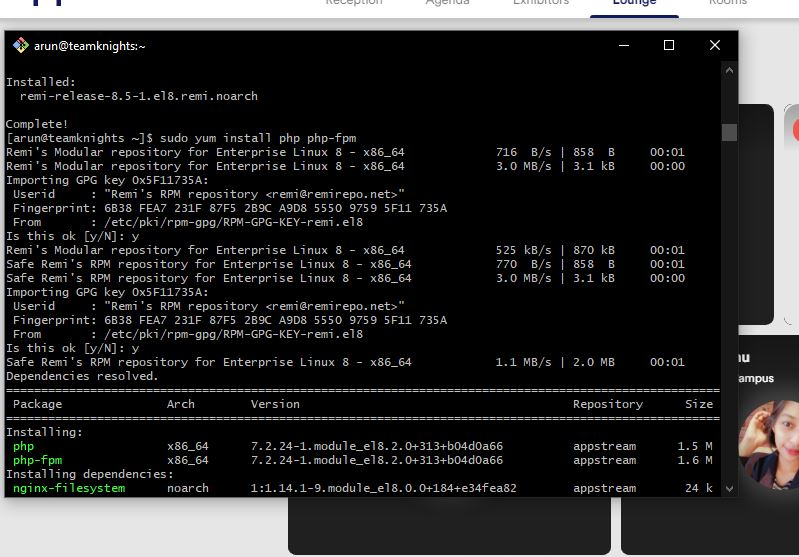 Reception Agenda Exhibitors Lounge Rooms
arun@teamknights:~
Installed:
remi-release-8.5-1.el8.remi.noarch
Complete!
[arun@teamknights ~]$ sudo yum install php php-fpm
Remi's Modular repository for Enterprise Linux 8 - x86_64 716 B/s | 858 B 00:01
Remi's Modular repository for Enterprise Linux 8 - x86_64 3.0 MB/s | 3.1 kB 00:00
Importing GPG key 0x5F11735A:
Userid : "Remi's RPM repository <remi@remirepo.net>"
Fingerprint: 6B38 FEA7 231F 87F5 2B9C A9D8 5550 9759 5F11 735A
From : /etc/pki/rpm-gpg/RPM-GPG-KEY-remi.el8
Is this ok [y/N]: y
Remi's Modular repository for Enterprise Linux 8 - x86_64 525 kB/s | 870 kB 00:01
Safe Remi's RPM repository for Enterprise Linux 8 - x86_64 770 B/s | 858 B 00:01
Safe Remi's RPM repository for Enterprise Linux 8 - x86_64 3.0 MB/s | 3.1 kB 00:00
Importing GPG key 0x5F11735A:
Userid : "Remi's RPM repository <remi@remirepo.net>"
Fingerprint: 6B38 FEA7 231F 87F5 2B9C A9D8 5550 9759 5F11 735A
From : /etc/pki/rpm-gpg/RPM-GPG-KEY-remi.el8
Is this ok [y/N]: y
Safe Remi's RPM repository for Enterprise Linux 8 - x86_64 1.1 MB/s | 2.0 MB 00:01
Dependencies resolved.
Package Arch Version Repository Size
Installing:
php x86_64 7.2.24-1.module_el8.2.0+313+b04d0a66 appstream 1.5 M
php-fpm x86_64 7.2.24-1.module_el8.2.0+313+b04d0a66 appstream 1.6 M
Installing dependencies:
nginx-filesystem noarch 1:1.14.1-9.module_el8.0.0+184+e34fea82 appstream 24 k